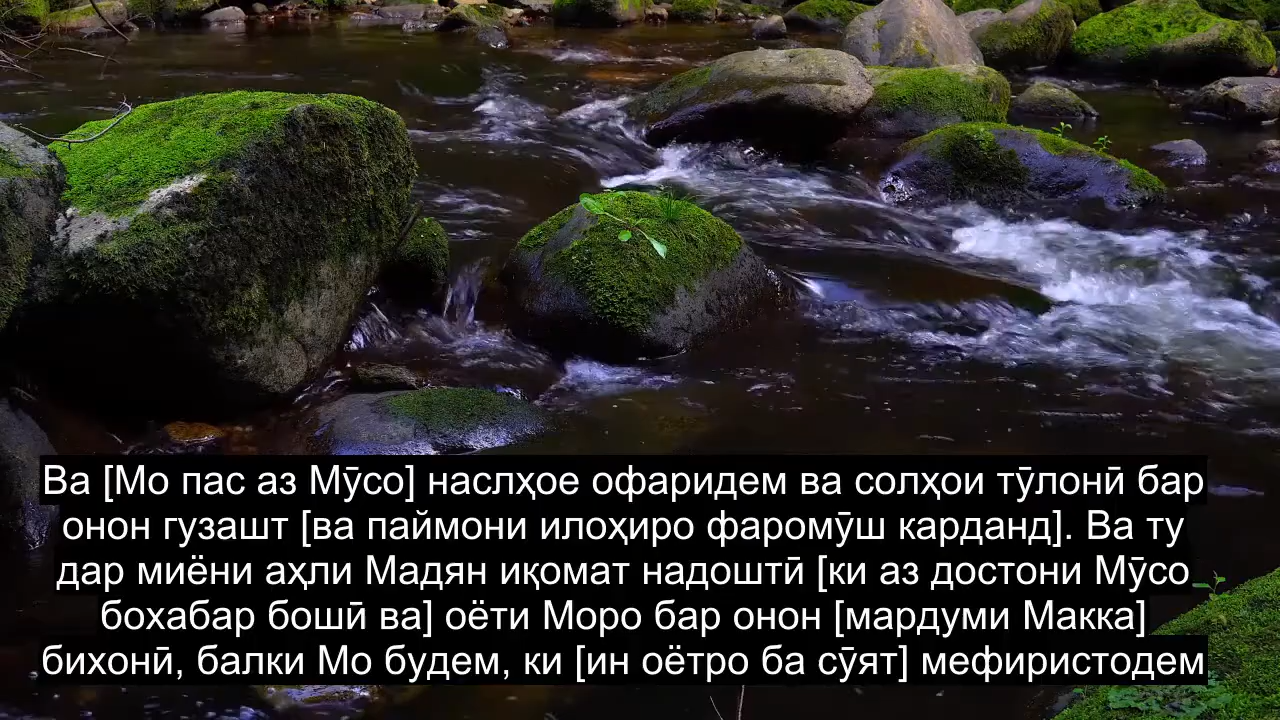 Ва [Мо пас аз Мӯсо] наслҳое офаридем ва солҳои тӯлонӣ бар
онон гузашт [ва паймони илоҳиро фаромӯш карданд]. Ва ту
дар миёни аҳли Мадян иқомат надоштӣ [ки аз достони Мӯсо
бохабар бошӣ ва] оёти Моро бар онон [мардуми Макка]
бихонӣ, балки Мо будем, ки [ин оётро ба сӯят] мефиристодем